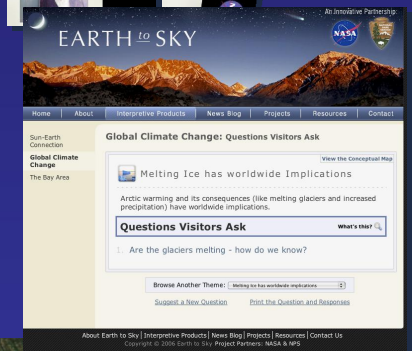 An Innovative Partnership:
EARTH to SKY
NASA
Home About Interpretive Products News Blog Projects Resources Contact
Sun-Earth
Connection
Global Climate
Change
The Bay Area
Global Climate Change: Questions Visitors Ask
View the Conceptual Map
Melting Ice has worldwide Implications
Arctic warming and its consequences (like melting glaciers and increased
precipitation) have worldwide implications.
Questions Visitors Ask What's this?
1. Are the glaciers melting - how do we know?
Browse Another Theme: Melting Ice has worldwide implications
Suggest a New Question Print the Question and Responses
About Earth to Sky | Interpretive Products | News Blog | Projects | Resources | Contact Us
Copyright © 2006 Earth to Sky Project Partners: NASA & NPS